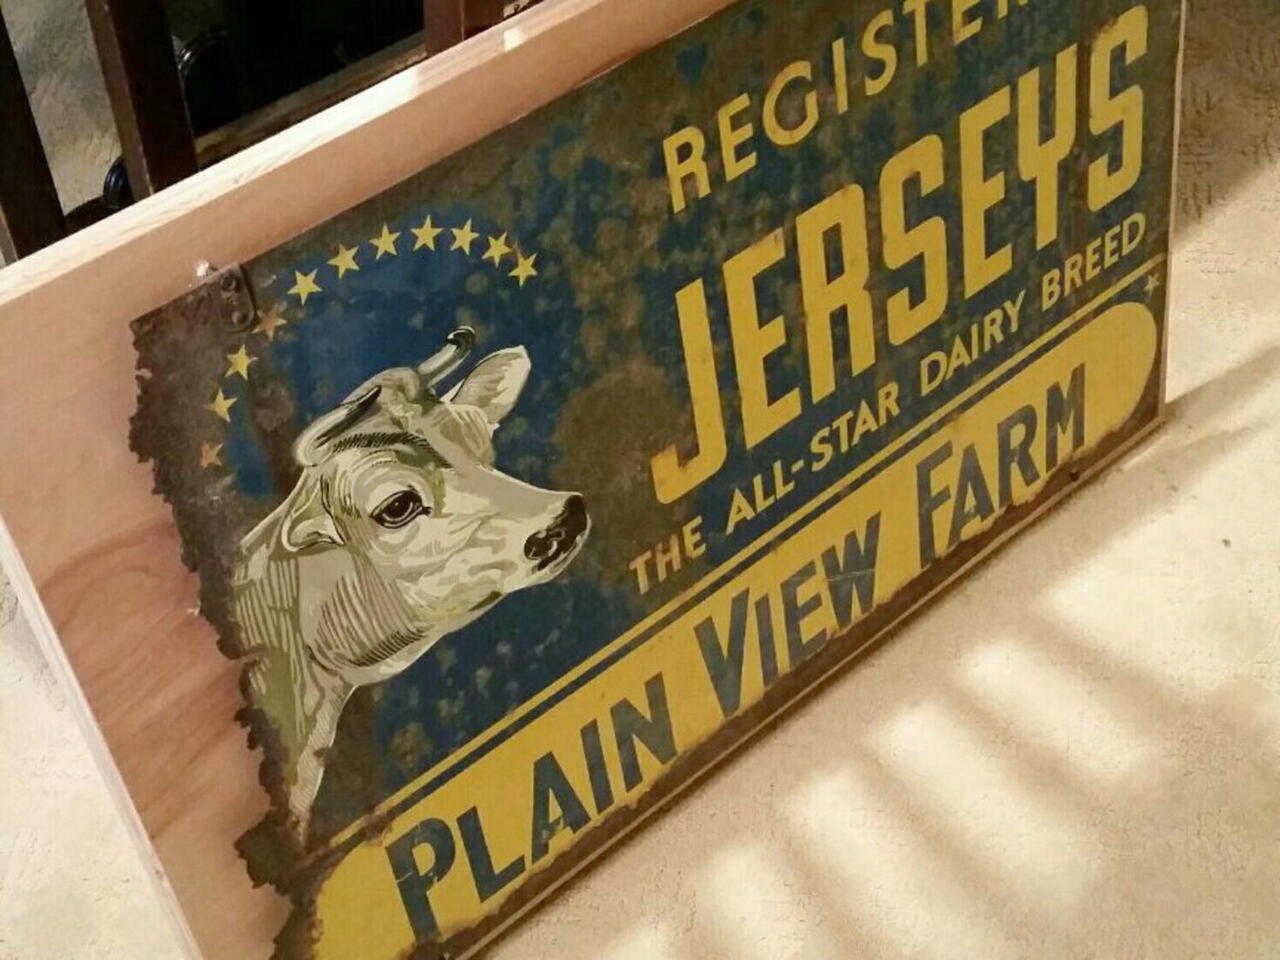 REGISTE
JERSEYS
THE ALL-STAR DAIRY BREED
PLAIN VIEW FARM